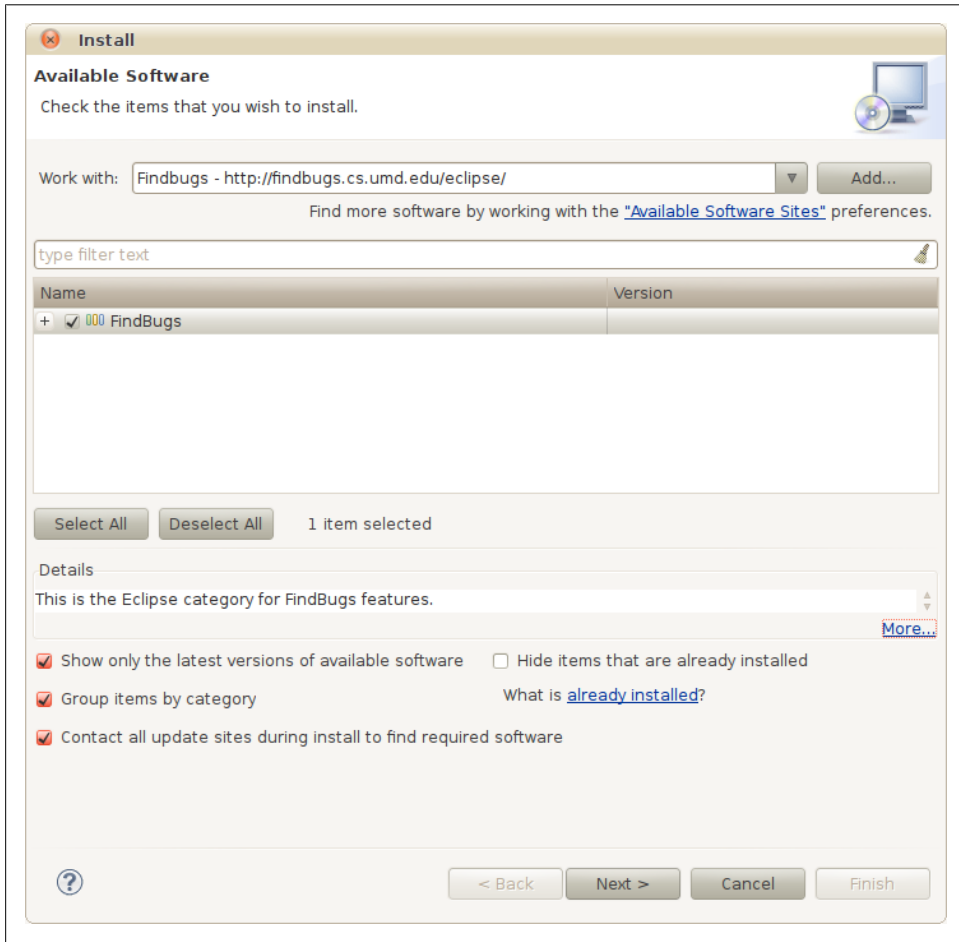 Install
Available Software
Check the items that you wish to install.
Work with: Findbugs - http://findbugs.cs.umd.edu/eclipse/ Add...
Find more software by working with the "Available Software Sites" preferences.
type filter text
Name Version
FindBugs
Select All Deselect All 1 item selected
Details
This is the Eclipse category for FindBugs features.
More...
Show only the latest versions of available software Hide items that are already installed
Group items by category What is already installed?
Contact all update sites during install to find required software
? < Back Next > Cancel Finish